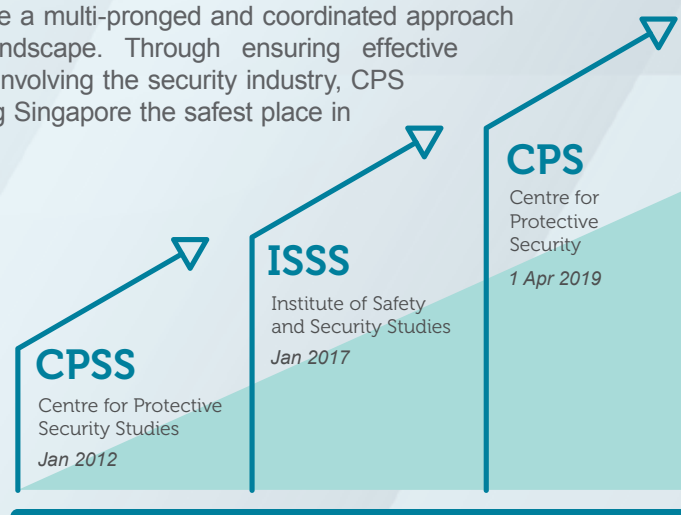 e a multi-pronged and coordinated approach
ndscape. Through ensuring effective
nvolving the security industry, CPS
g Singapore the safest place in
CPS
Centre for
Protective
Security
1 Apr 2019
ISSS
Institute of Safety
and Security Studies
Jan 2017
CPSS
Centre for Protective
Security Studies
Jan 2012